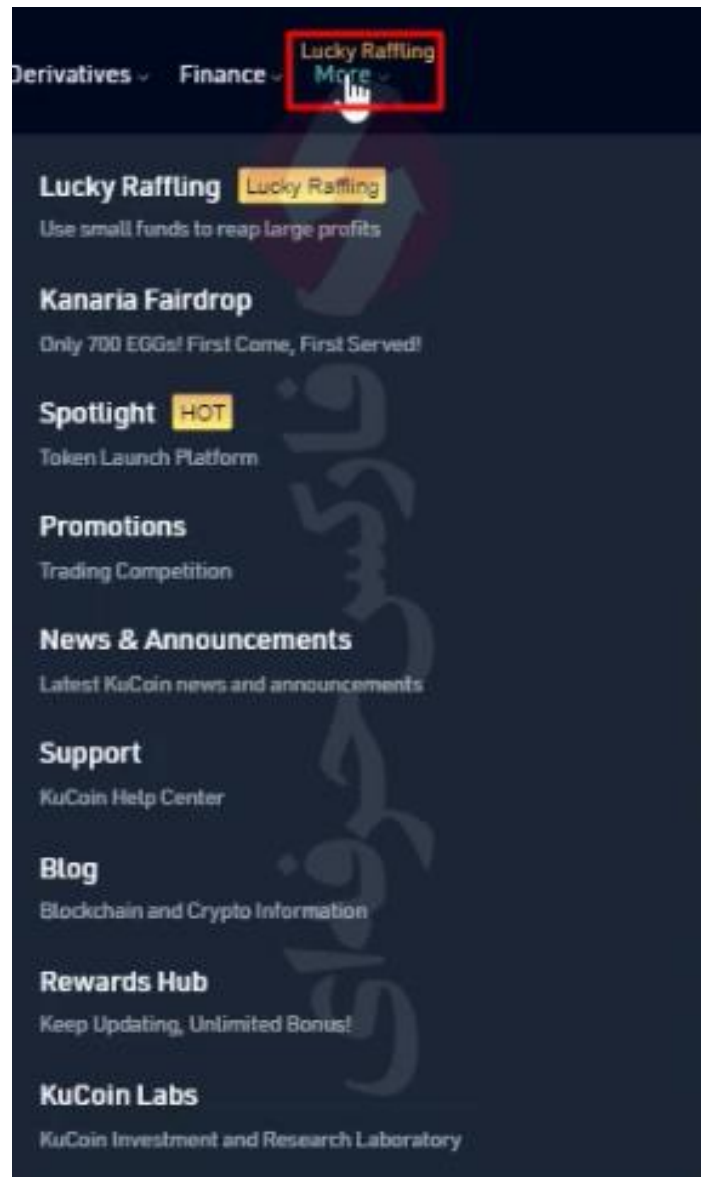 Lucky Raffling
Derivatives Finance More
Lucky Raffling Lucky Raffling
Use small funds to reap large profits
Kanaria Fairdrop
Only 700 EGGs! First Come, First Served!
Spotlight HOT
Token Launch Platform
Promotions
Trading Competition
News & Announcements
Latest KuCoin news and announcements
Support
KuCoin Help Center
Blog
Blockchain and Crypto Information
Rewards Hub
Keep Updating, Unlimited Bonus!
KuCoin Labs
KuCoin Investment and Research Laboratory
فارسی حرفه‌ای